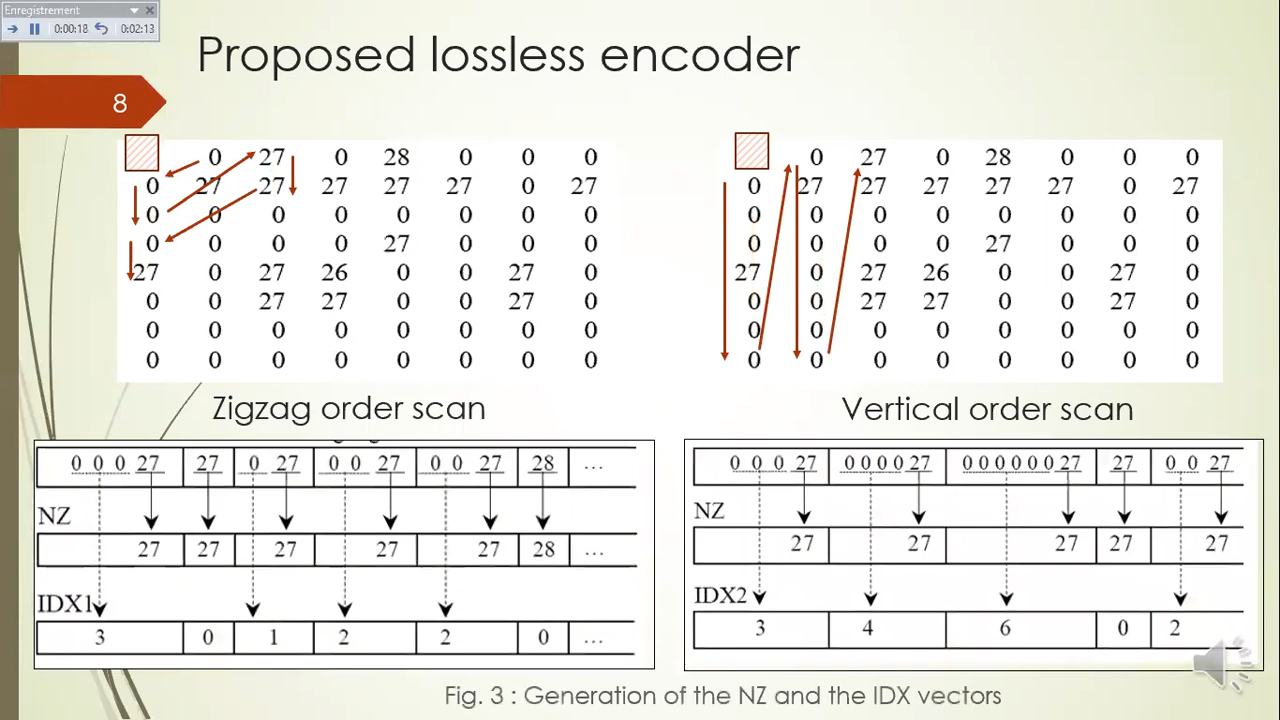 Enregistrement
0:00:18 0:02:13
Proposed lossless encoder
8
0 27 0 28 0 0 0
0 27 27 27 27 27 0 27
0 0 0 0 0 0 0 0
0 0 0 0 27 0 0 0
27 0 27 26 0 0 27 0
0 0 27 27 0 0 27 0
0 0 0 0 0 0 0 0
0 0 0 0 0 0 0 0
Zigzag order scan
0 27 0 28 0 0 0
0 27 27 27 27 27 0 27
0 0 0 0 0 0 0 0
0 0 0 0 27 0 0 0
27 0 27 26 0 0 27 0
0 0 27 27 0 0 27 0
0 0 0 0 0 0 0 0
0 0 0 0 0 0 0 0
Vertical order scan
0 0 0 27 27 0 27 0 0 27 0 0 27 28 ...
NZ
27 27 27 27 27 28 ...
IDX1
3 0 1 2 2 0 ...
0 0 0 27 0 0 0 0 27 0 0 0 0 0 0 27 27 0 0 27
NZ
27 27 27 27 27
IDX2
3 4 6 0 2
Fig. 3 : Generation of the NZ and the IDX vectors